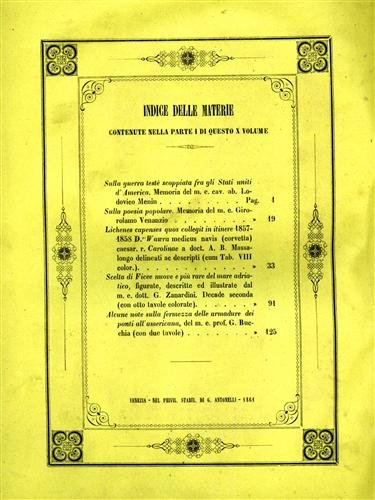 INDICE DELLE MATERIE
CONTENUTE NELLA PARTE I DI QUESTO X VOLUME
Sulla guerra testè scoppiata fra gli Stati uniti
d'America. Memoria del m. e. cav. ab. Lo-
dovico Menin . . . . . . . . . Pag. 1
Sulla poesia popolare. Memoria del m. e. Giro-
rolamo Venanzio . . . . . . . . » 19
Lichenes capenses quos collegit in itinere 1857-
1858 D.r Wawra medicus navis (corvetta)
caesar. r. Carolinae a doct. A. B. Massa-
longo delineati ac descripti (cum Tab. VIII
color.) . . . . . . . . . . . » 33
Scelta di Ficee nuove e più rare del mare adria-
tico, figurate, descritte ed illustrate dal
m. e. dott. G. Zanardini. Decade seconda
(con otto tavole colorate). . . . . » 91
Alcune note sulla fermezza delle armadure dei
ponti all'americana, del m. e. prof. G. Buc-
chia (con due tavole) . . . . . . » 125
VENEZIA - NEL PRIVIL. STABIL. DI G. ANTONELLI - 1861